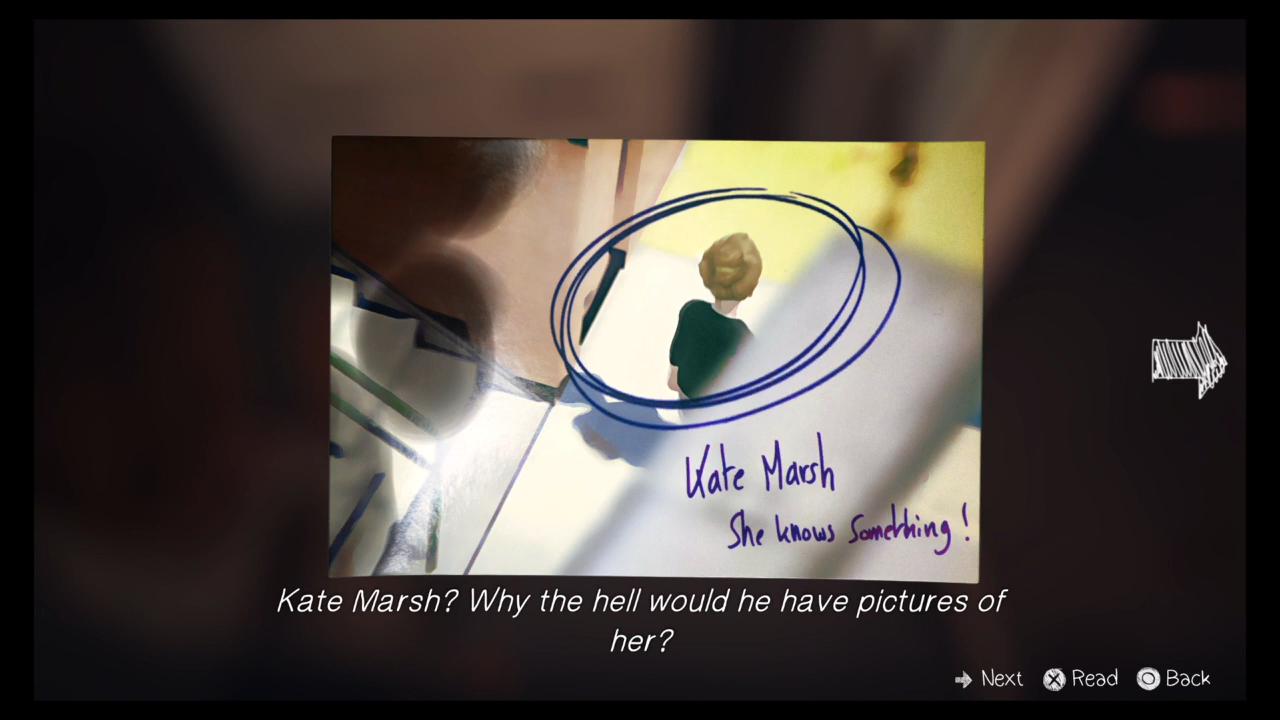 Kate Marsh
She knows Something!
Kate Marsh? Why the hell would he have pictures of
her?
Next Read Back